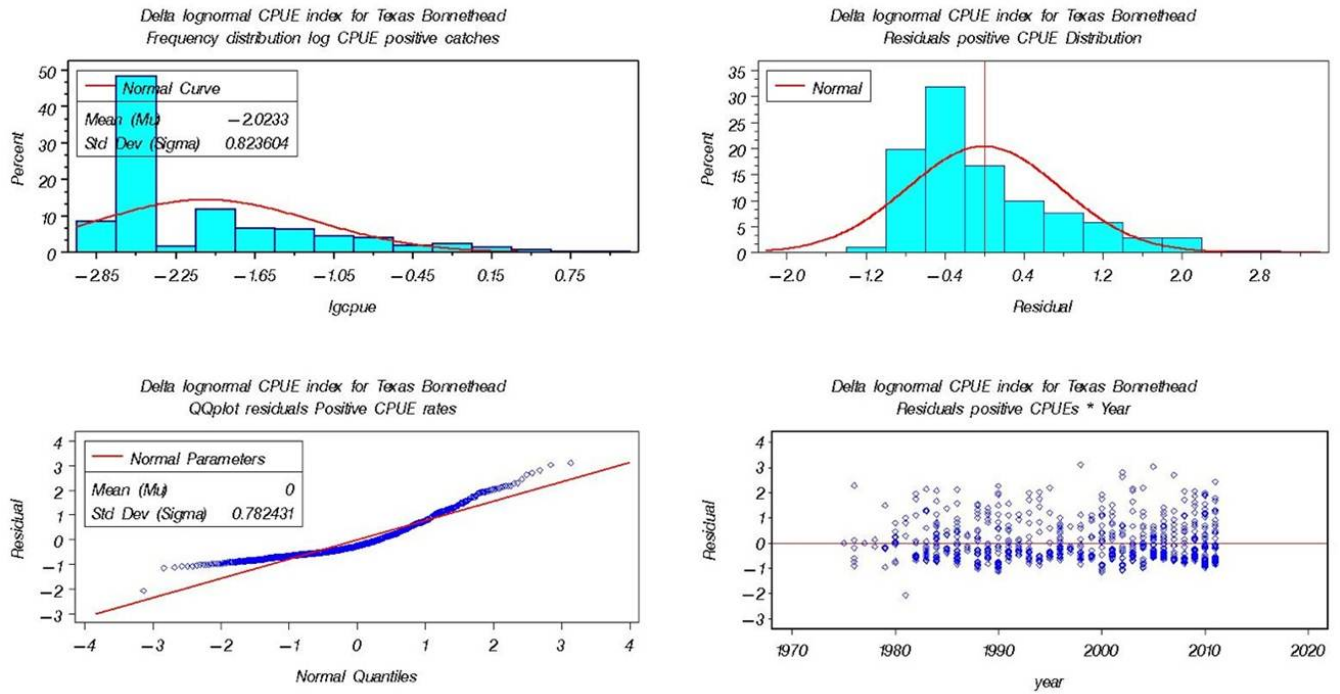 Delta lognormal CPUE index for Texas Bonnethead
Frequency distribution log CPUE positive catches
50
40
30
20
10
0
Percent
Normal Curve
Mean (Mu) −2.0233
Std Dev (Sigma) 0.823604
−2.85 −2.25 −1.65 −1.05 −0.45 0.15 0.75
lgcpue
Delta lognormal CPUE index for Texas Bonnethead
Residuals positive CPUE Distribution
35
30
25
20
15
10
5
0
Percent
Normal
−2.0 −1.2 −0.4 0.4 1.2 2.0 2.8
Residual
Delta lognormal CPUE index for Texas Bonnethead
QQplot residuals Positive CPUE rates
4
3
2
1
0
−1
−2
−3
Residual
Normal Parameters
Mean (Mu) 0
Std Dev (Sigma) 0.782431
−4 −3 −2 −1 0 1 2 3 4
Normal Quantiles
Delta lognormal CPUE index for Texas Bonnethead
Residuals positive CPUEs * Year
4
3
2
1
0
−1
−2
−3
Residual
1970 1980 1990 2000 2010 2020
year